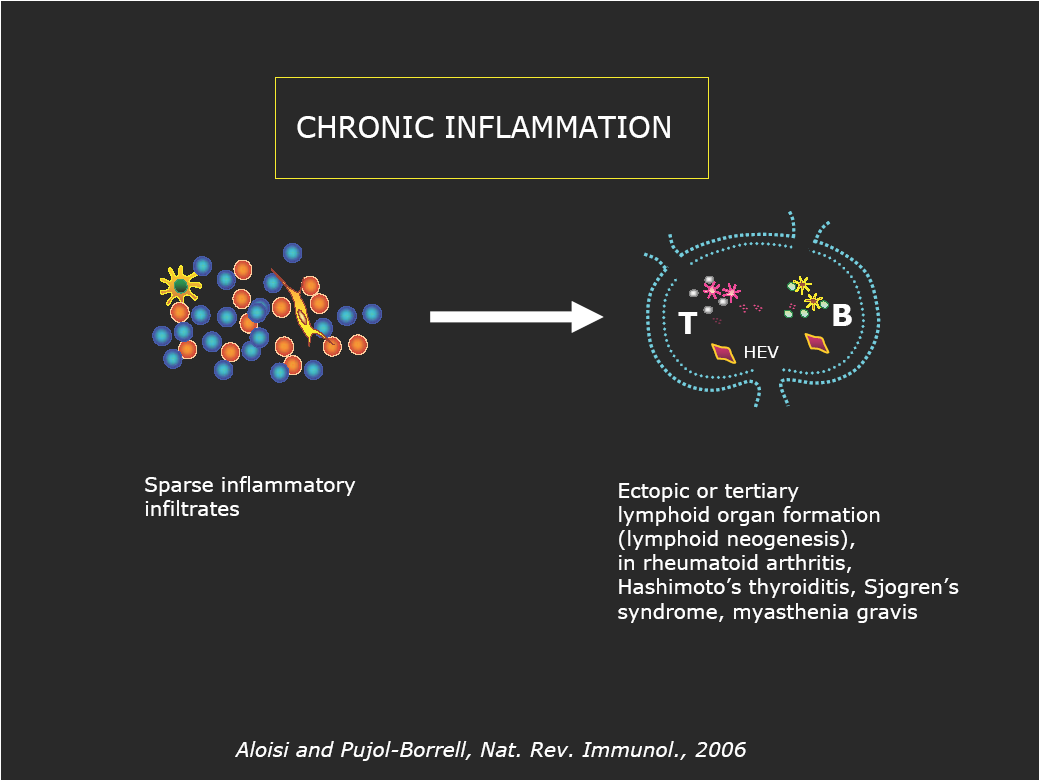 CHRONIC INFLAMMATION
T
B
HEV
Sparse inflammatory
infiltrates
Ectopic or tertiary
lymphoid organ formation
(lymphoid neogenesis),
in rheumatoid arthritis,
Hashimoto’s thyroiditis, Sjogren’s
syndrome, myasthenia gravis
Aloisi and Pujol-Borrell, Nat. Rev. Immunol., 2006